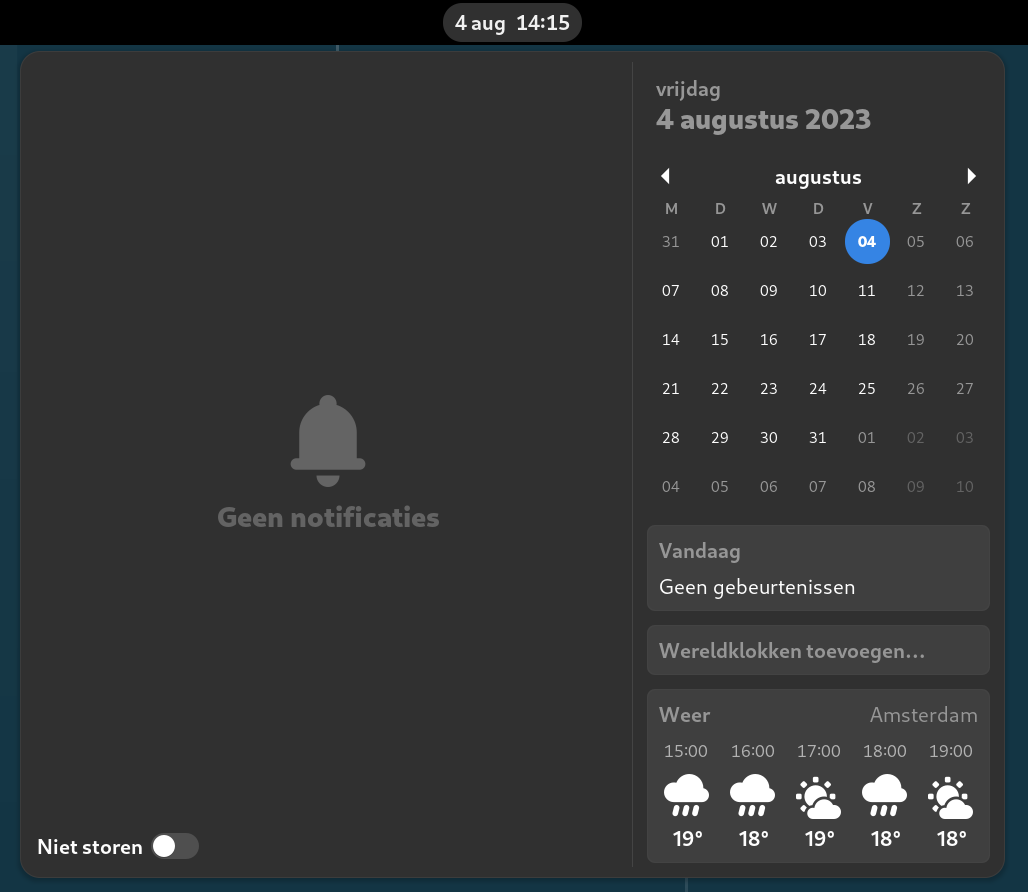 4 aug 14:15
Geen notificaties
Niet storen
vrijdag
4 augustus 2023
augustus
M D W D V Z Z
31 01 02 03 04 05 06
07 08 09 10 11 12 13
14 15 16 17 18 19 20
21 22 23 24 25 26 27
28 29 30 31 01 02 03
04 05 06 07 08 09 10
Vandaag
Geen gebeurtenissen
Wereldklokken toevoegen…
Weer Amsterdam
15:00 16:00 17:00 18:00 19:00
19° 18° 19° 18° 18°